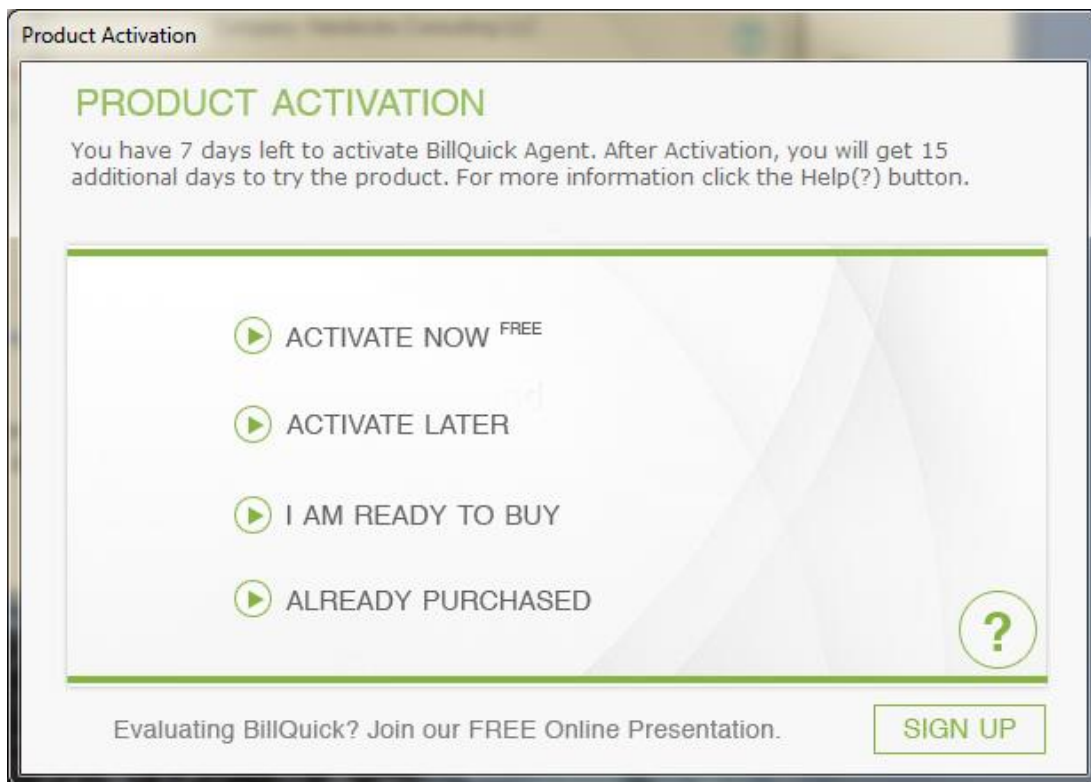 Product Activation
PRODUCT ACTIVATION
You have 7 days left to activate BillQuick Agent. After Activation, you will get 15
additional days to try the product. For more information click the Help(?) button.
ACTIVATE NOW FREE
ACTIVATE LATER
I AM READY TO BUY
ALREADY PURCHASED
?
Evaluating BillQuick? Join our FREE Online Presentation.
SIGN UP